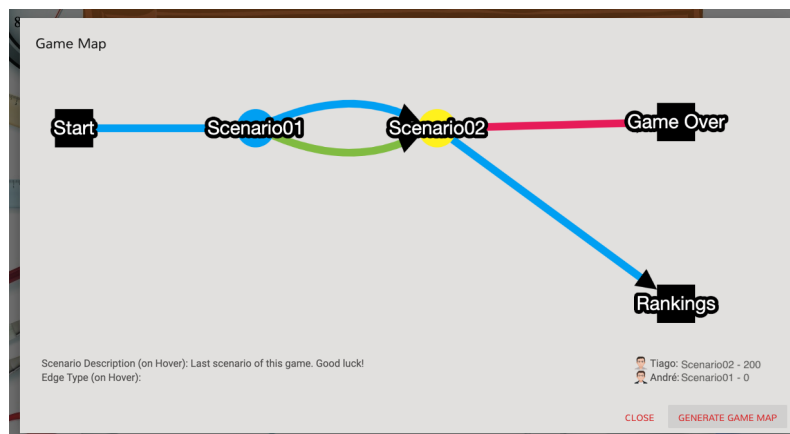 8
Game Map
Start
Scenario01
Scenario02
Game Over
Rankings
Scenario Description (on Hover): Last scenario of this game. Good luck!
Edge Type (on Hover):
Tiago: Scenario02 - 200
André: Scenario01 - 0
CLOSE
GENERATE GAME MAP